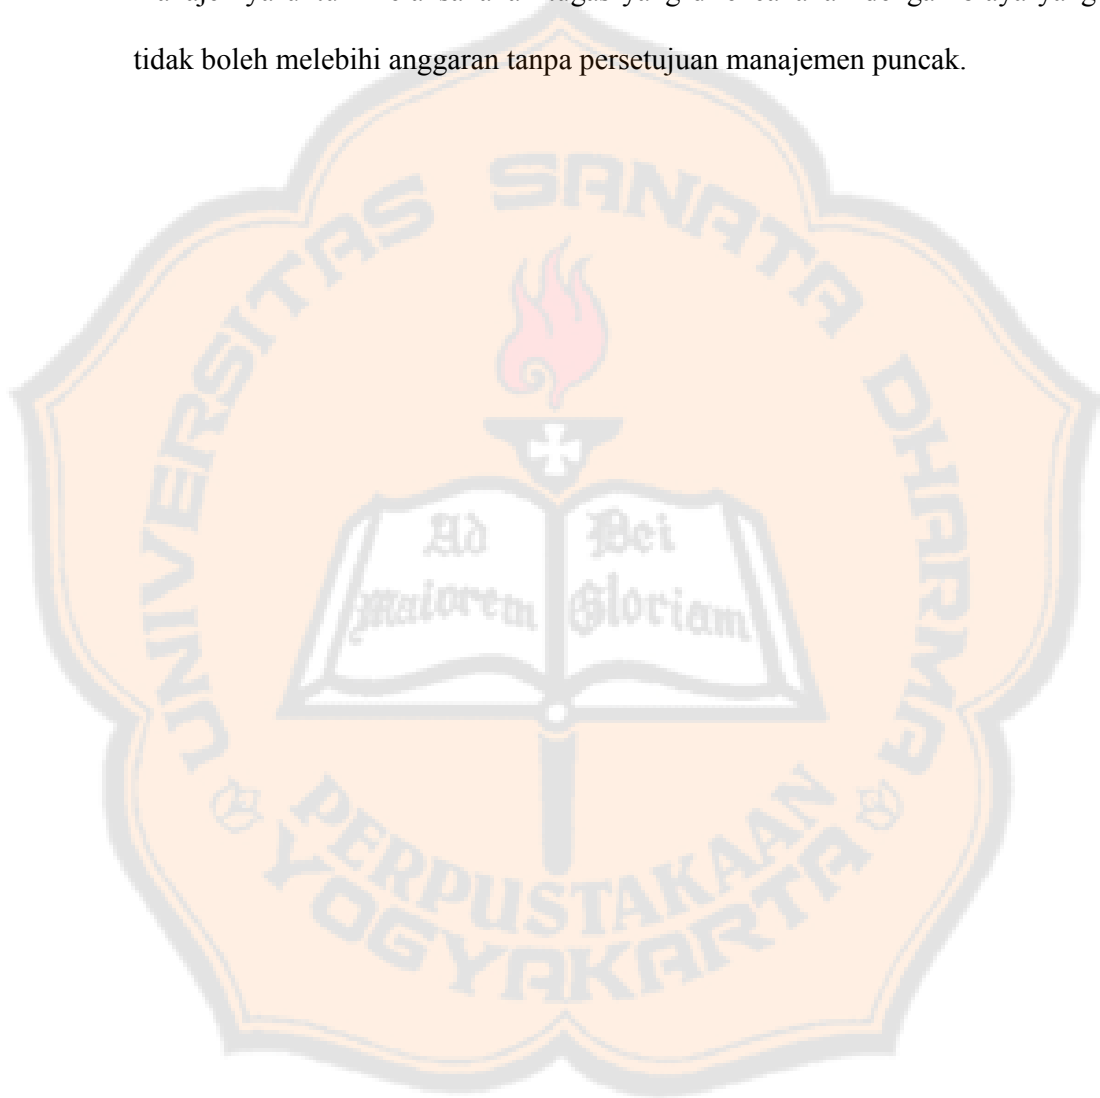 tidak boleh melebihi anggaran tanpa persetujuan manajemen puncak.
UNIVERSITAS SANATA DHARMA
Ad Dei
Maiorem Gloriam
PERPUSTAKAAN
YOGYAKARTA